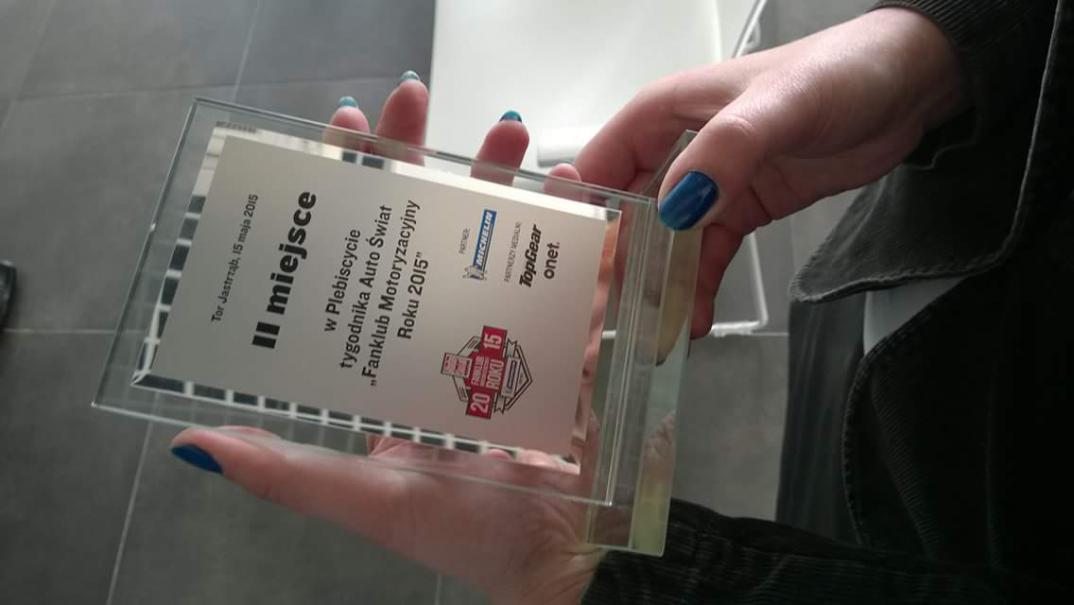 Tor Jastrząb, 15 maja 2015
II miejsce
w Plebiscycie
tygodnika Auto Świat
„Fanklub Motoryzacyjny
Roku 2015”
20 FANKLUB ROKU 15
PARTNER:
MICHELIN
PARTNERZY MEDIALNI:
TopGear
onet.